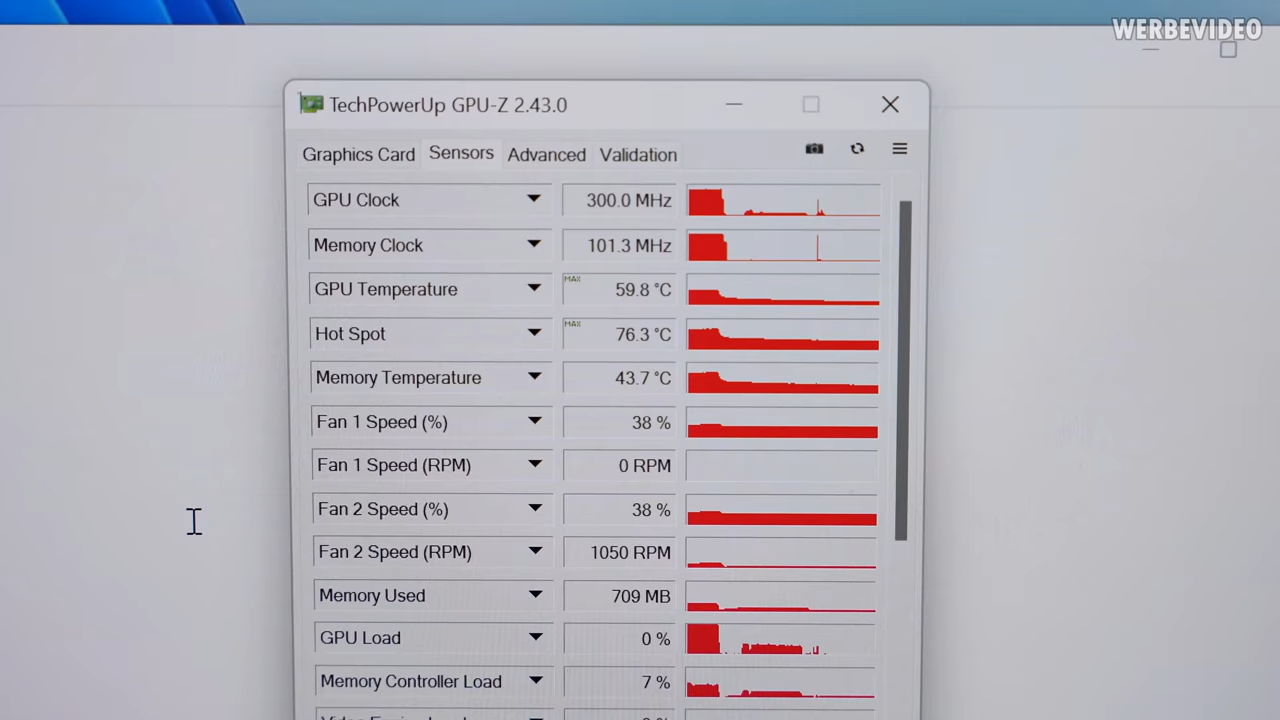 WERBEVIDEO
TechPowerUp GPU-Z 2.43.0
Graphics Card Sensors Advanced Validation
GPU Clock 300.0 MHz
Memory Clock 101.3 MHz
GPU Temperature MAX 59.8 °C
Hot Spot MAX 76.3 °C
Memory Temperature 43.7 °C
Fan 1 Speed (%) 38 %
Fan 1 Speed (RPM) 0 RPM
Fan 2 Speed (%) 38 %
Fan 2 Speed (RPM) 1050 RPM
Memory Used 709 MB
GPU Load 0 %
Memory Controller Load 7 %